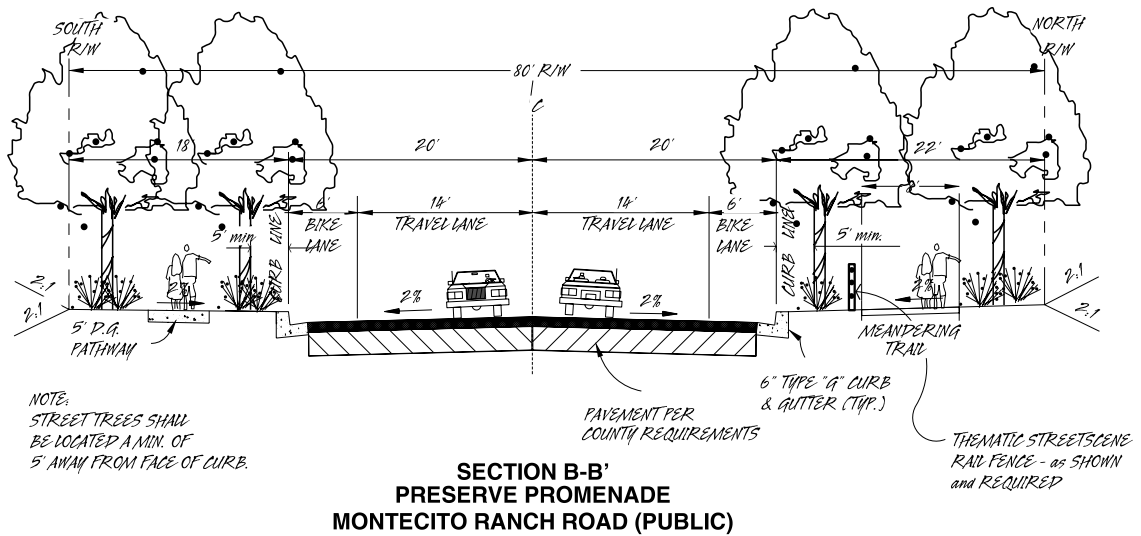 SOUTH
R/W
NORTH
R/W
80' R/W
C
18'
20'
20'
22'
14'
14'
6'
BIKE
LANE
TRAVEL LANE
TRAVEL LANE
6'
BIKE
LANE
CURB LINE
CURB LINE
5' min
5' min.
2%
2%
2%
2%
2:1
2:1
2:1
2:1
5' D.G.
PATHWAY
MEANDERING
TRAIL
6" TYPE "G" CURB
& GUTTER (TYP.)
PAVEMENT PER
COUNTY REQUIREMENTS
NOTE:
STREET TREES SHALL
BE LOCATED A MIN. OF
5' AWAY FROM FACE OF CURB.
THEMATIC STREETSCENE
RAIL FENCE - as SHOWN
and REQUIRED
SECTION B-B'
PRESERVE PROMENADE
MONTECITO RANCH ROAD (PUBLIC)